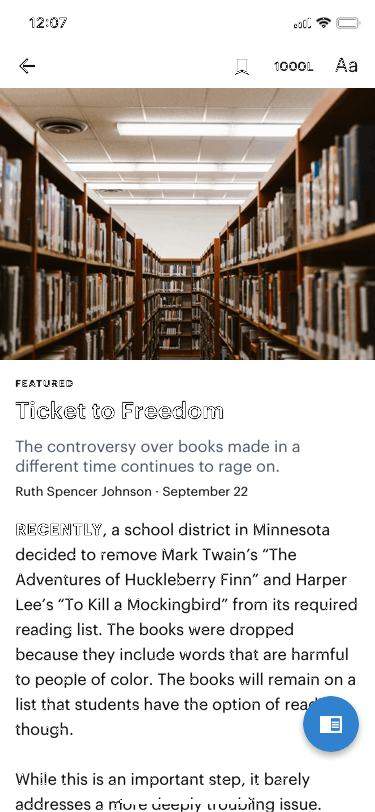 12:07
1000L Aa
FEATURED
Ticket to Freedom
The controversy over books made in a
different time continues to rage on.
Ruth Spencer Johnson · September 22
RECENTLY, a school district in Minnesota
decided to remove Mark Twain's “The
Adventures of Huckleberry Finn” and Harper
Lee's “To Kill a Mockingbird” from its required
reading list. The books were dropped
because they include words that are harmful
to people of color. The books will remain on a
list that students have the option of
though.
While this is an important step, it barely
addresses a more deeply troubling issue.